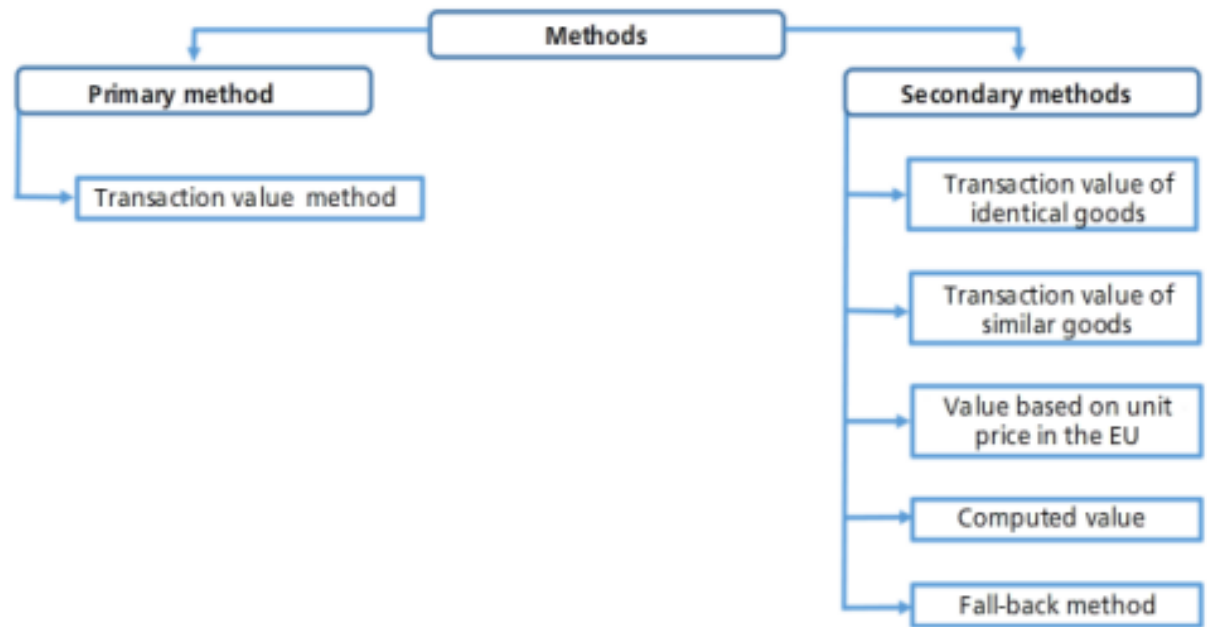 Methods
Primary method
Secondary methods
Transaction value method
Transaction value of
identical goods
Transaction value of
similar goods
Value based on unit
price in the EU
Computed value
Fall-back method